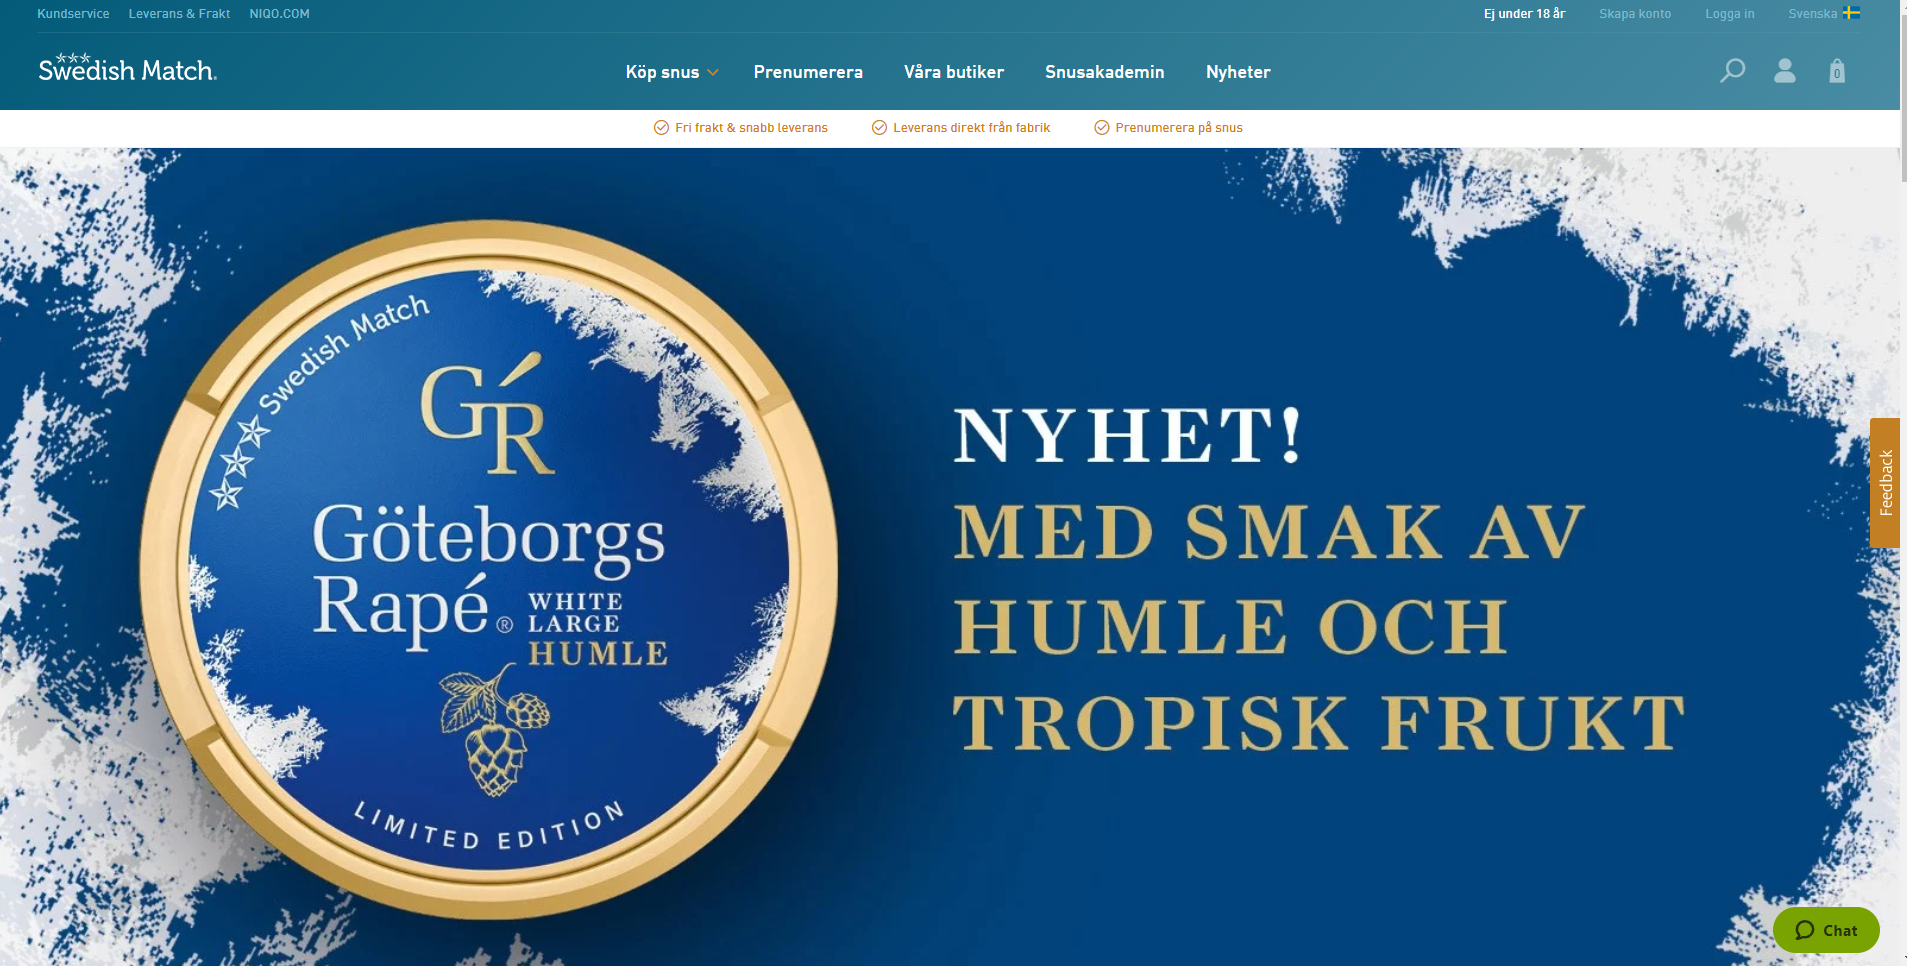 Kundservice Leverans & Frakt NIQO.COM
Ej under 18 år Skapa konto Logga in Svenska
Swedish Match.
Köp snus Prenumerera Våra butiker Snusakademin Nyheter
0
Fri frakt & snabb leverans Leverans direkt från fabrik Prenumerera på snus
Swedish Match
GR
Göteborgs
Rapé®
WHITE
LARGE
HUMLE
LIMITED EDITION
NYHET!
MED SMAK AV
HUMLE OCH
TROPISK FRUKT
Feedback
Chat